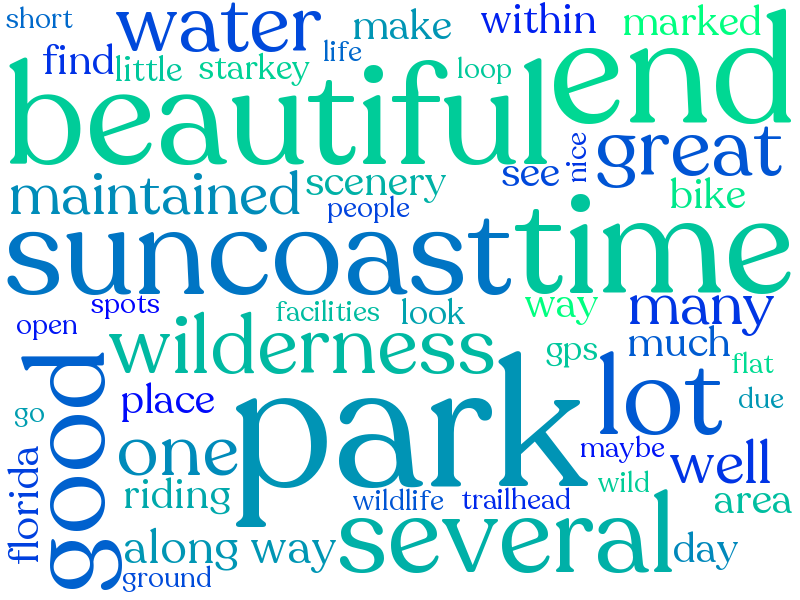 short
water
make
within
marked
find
little
starkey
life
loop
beautiful
end
great
nice
see
maintained
scenery
people
bike
suncoast
time
spots
open
facilities
look
way
many
wilderness
gps
much
flat
good
go
place
park
lot
due
florida
one
riding
maybe
well
wild
wildlife
trailhead
area
along way
several
day
ground